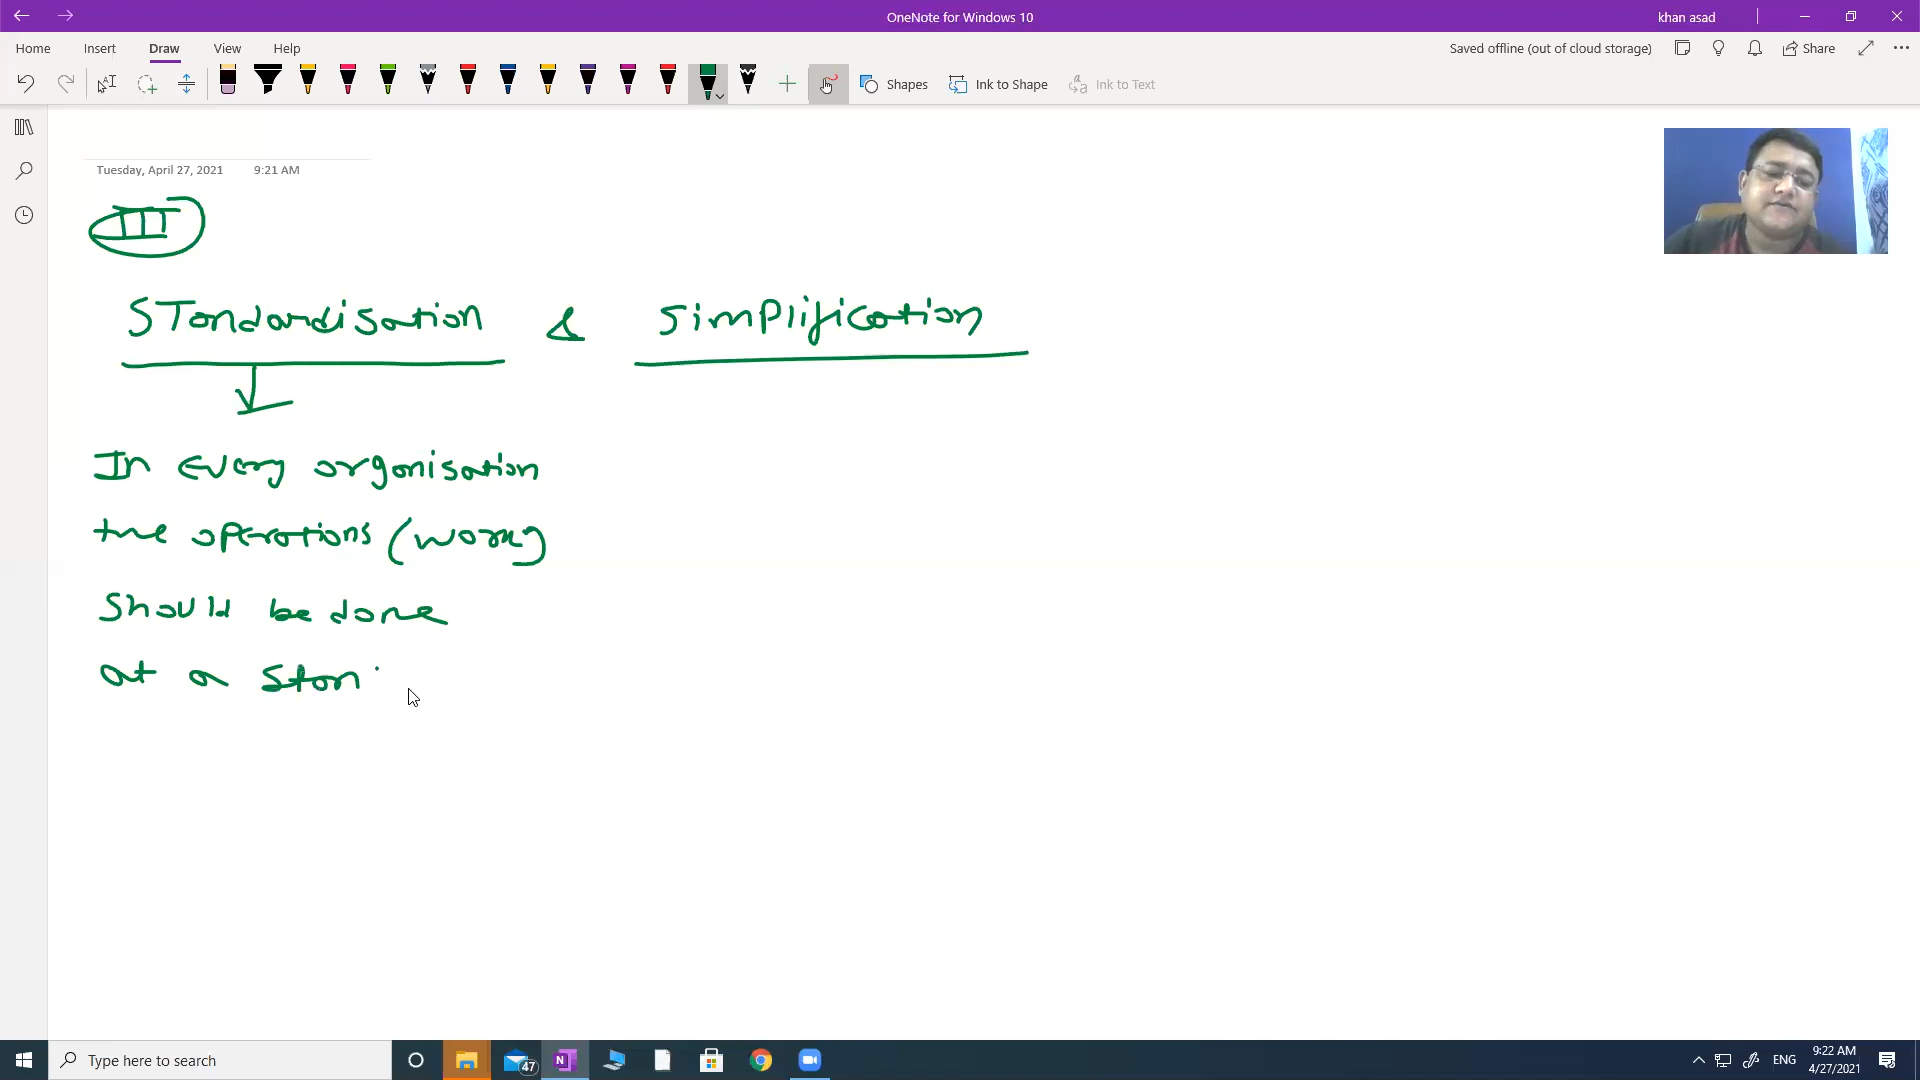 OneNote for Windows 10
khan asad
Home Insert Draw View Help
Saved offline (out of cloud storage) Share
Shapes Ink to Shape Ink to Text
Tuesday, April 27, 2021 9:21 AM
III
STandardisation & Simplification
In every organisation
the operations (work)
Should be done
at a Stan
Type here to search
47
ENG
9:22 AM
4/27/2021